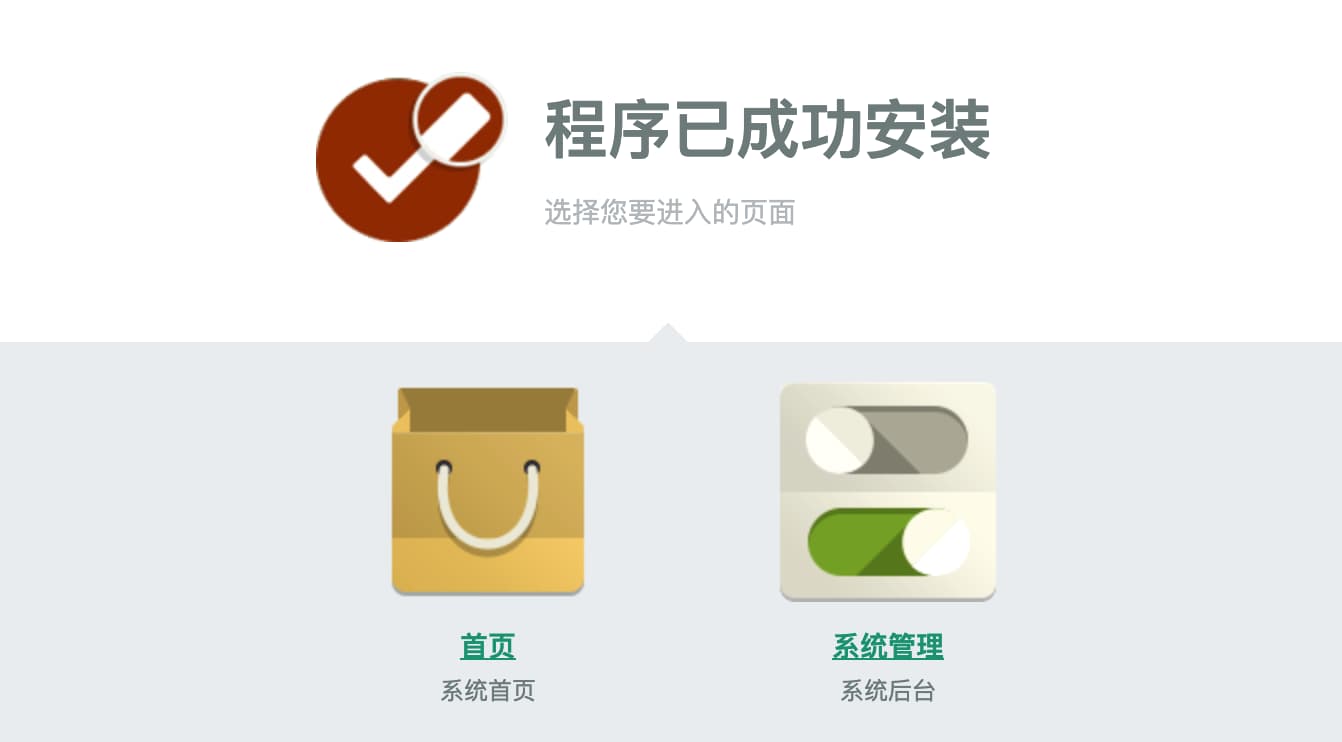 程序已成功安装
选择您要进入的页面
首页
系统管理
系统首页
系统后台